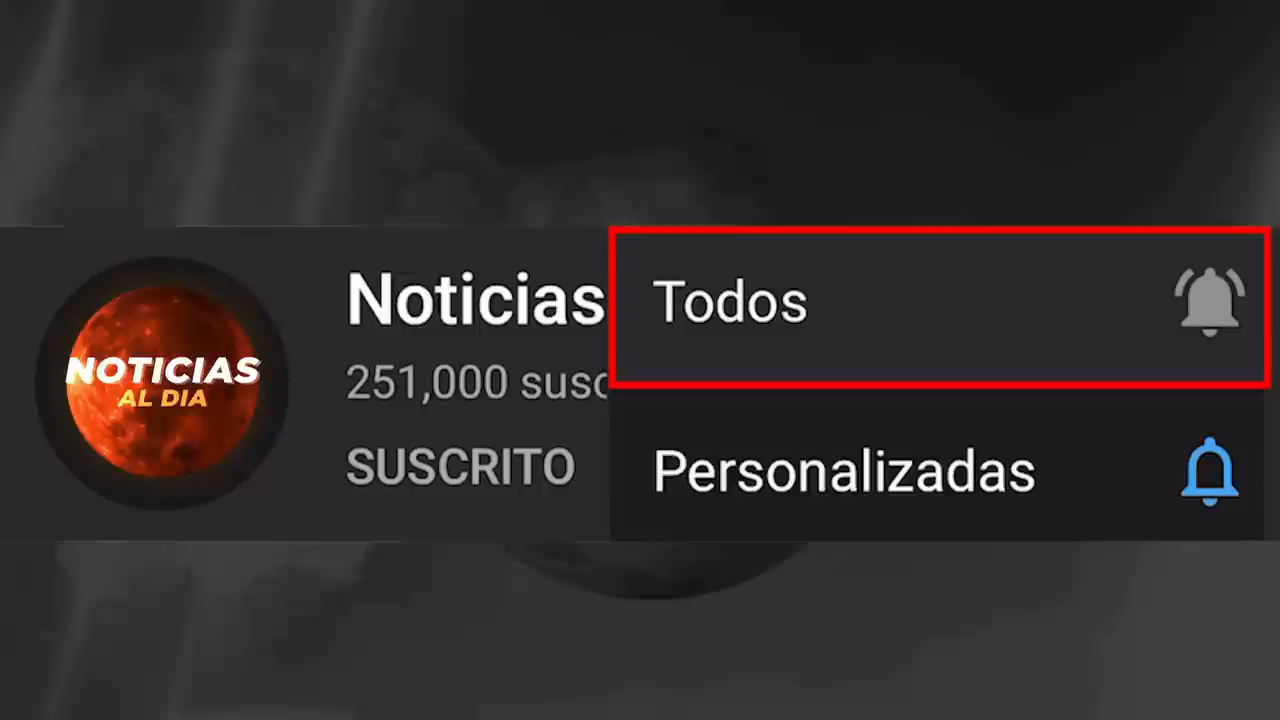 NOTICIAS
AL DIA
Noticias
251,000 susc
SUSCRITO
Todos
Personalizadas